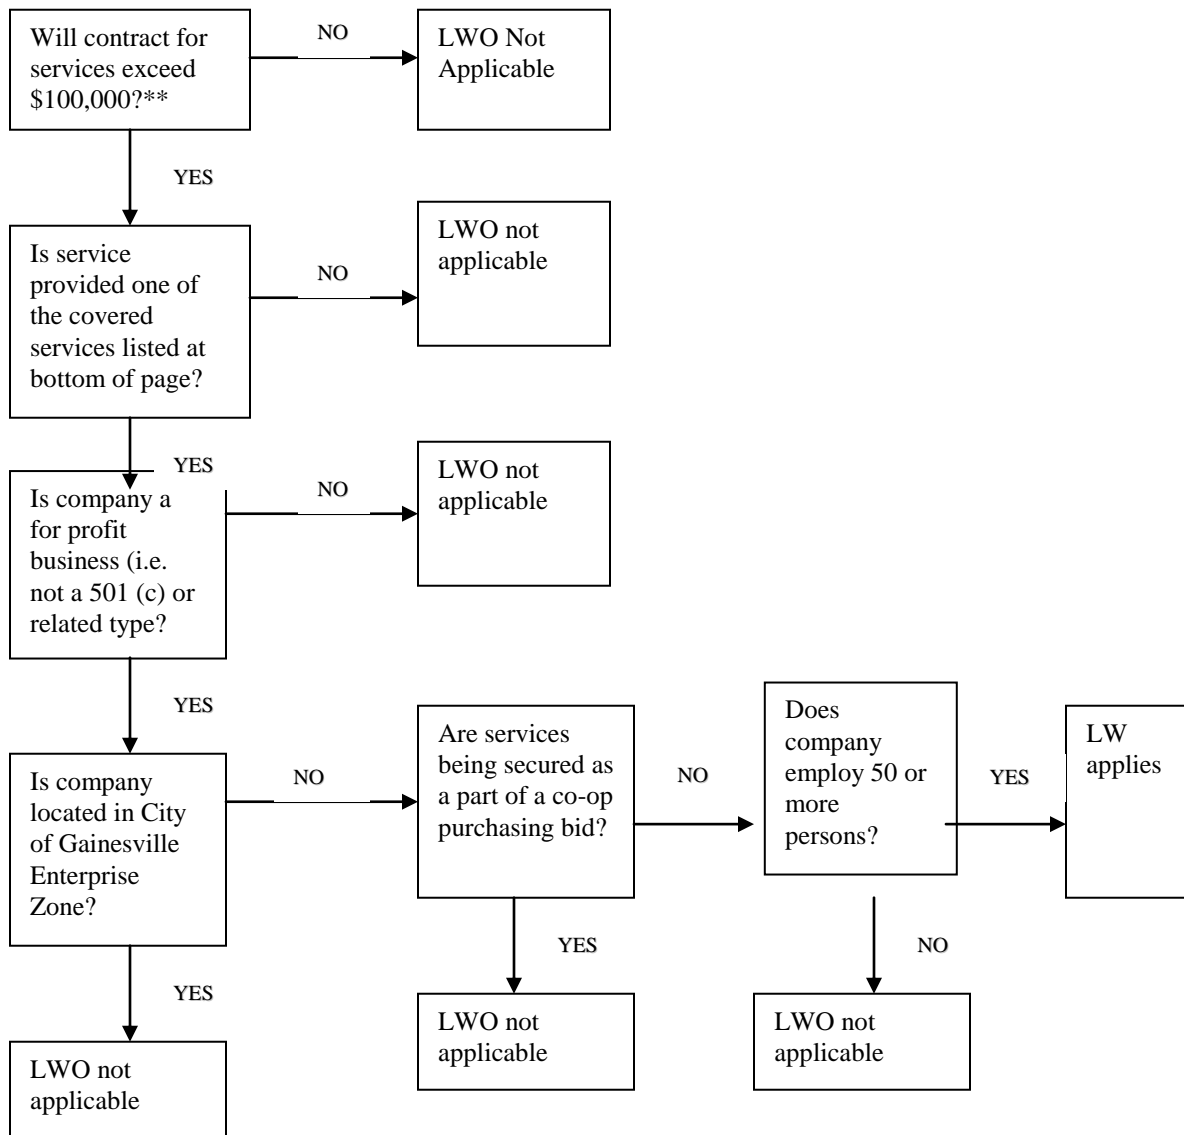 Will contract for
services exceed
$100,000?**
NO
LWO Not
Applicable
YES
Is service
provided one of
the covered
services listed at
bottom of page?
NO
LWO not
applicable
YES
Is company a
for profit
business (i.e.
not a 501 (c) or
related type?
NO
LWO not
applicable
YES
Is company
located in City
of Gainesville
Enterprise
Zone?
NO
Are services
being secured as
a part of a co-op
purchasing bid?
NO
Does
company
employ 50 or
more
persons?
YES
LW
applies
YES
LWO not
applicable
YES
LWO not
applicable
NO
LWO not
applicable